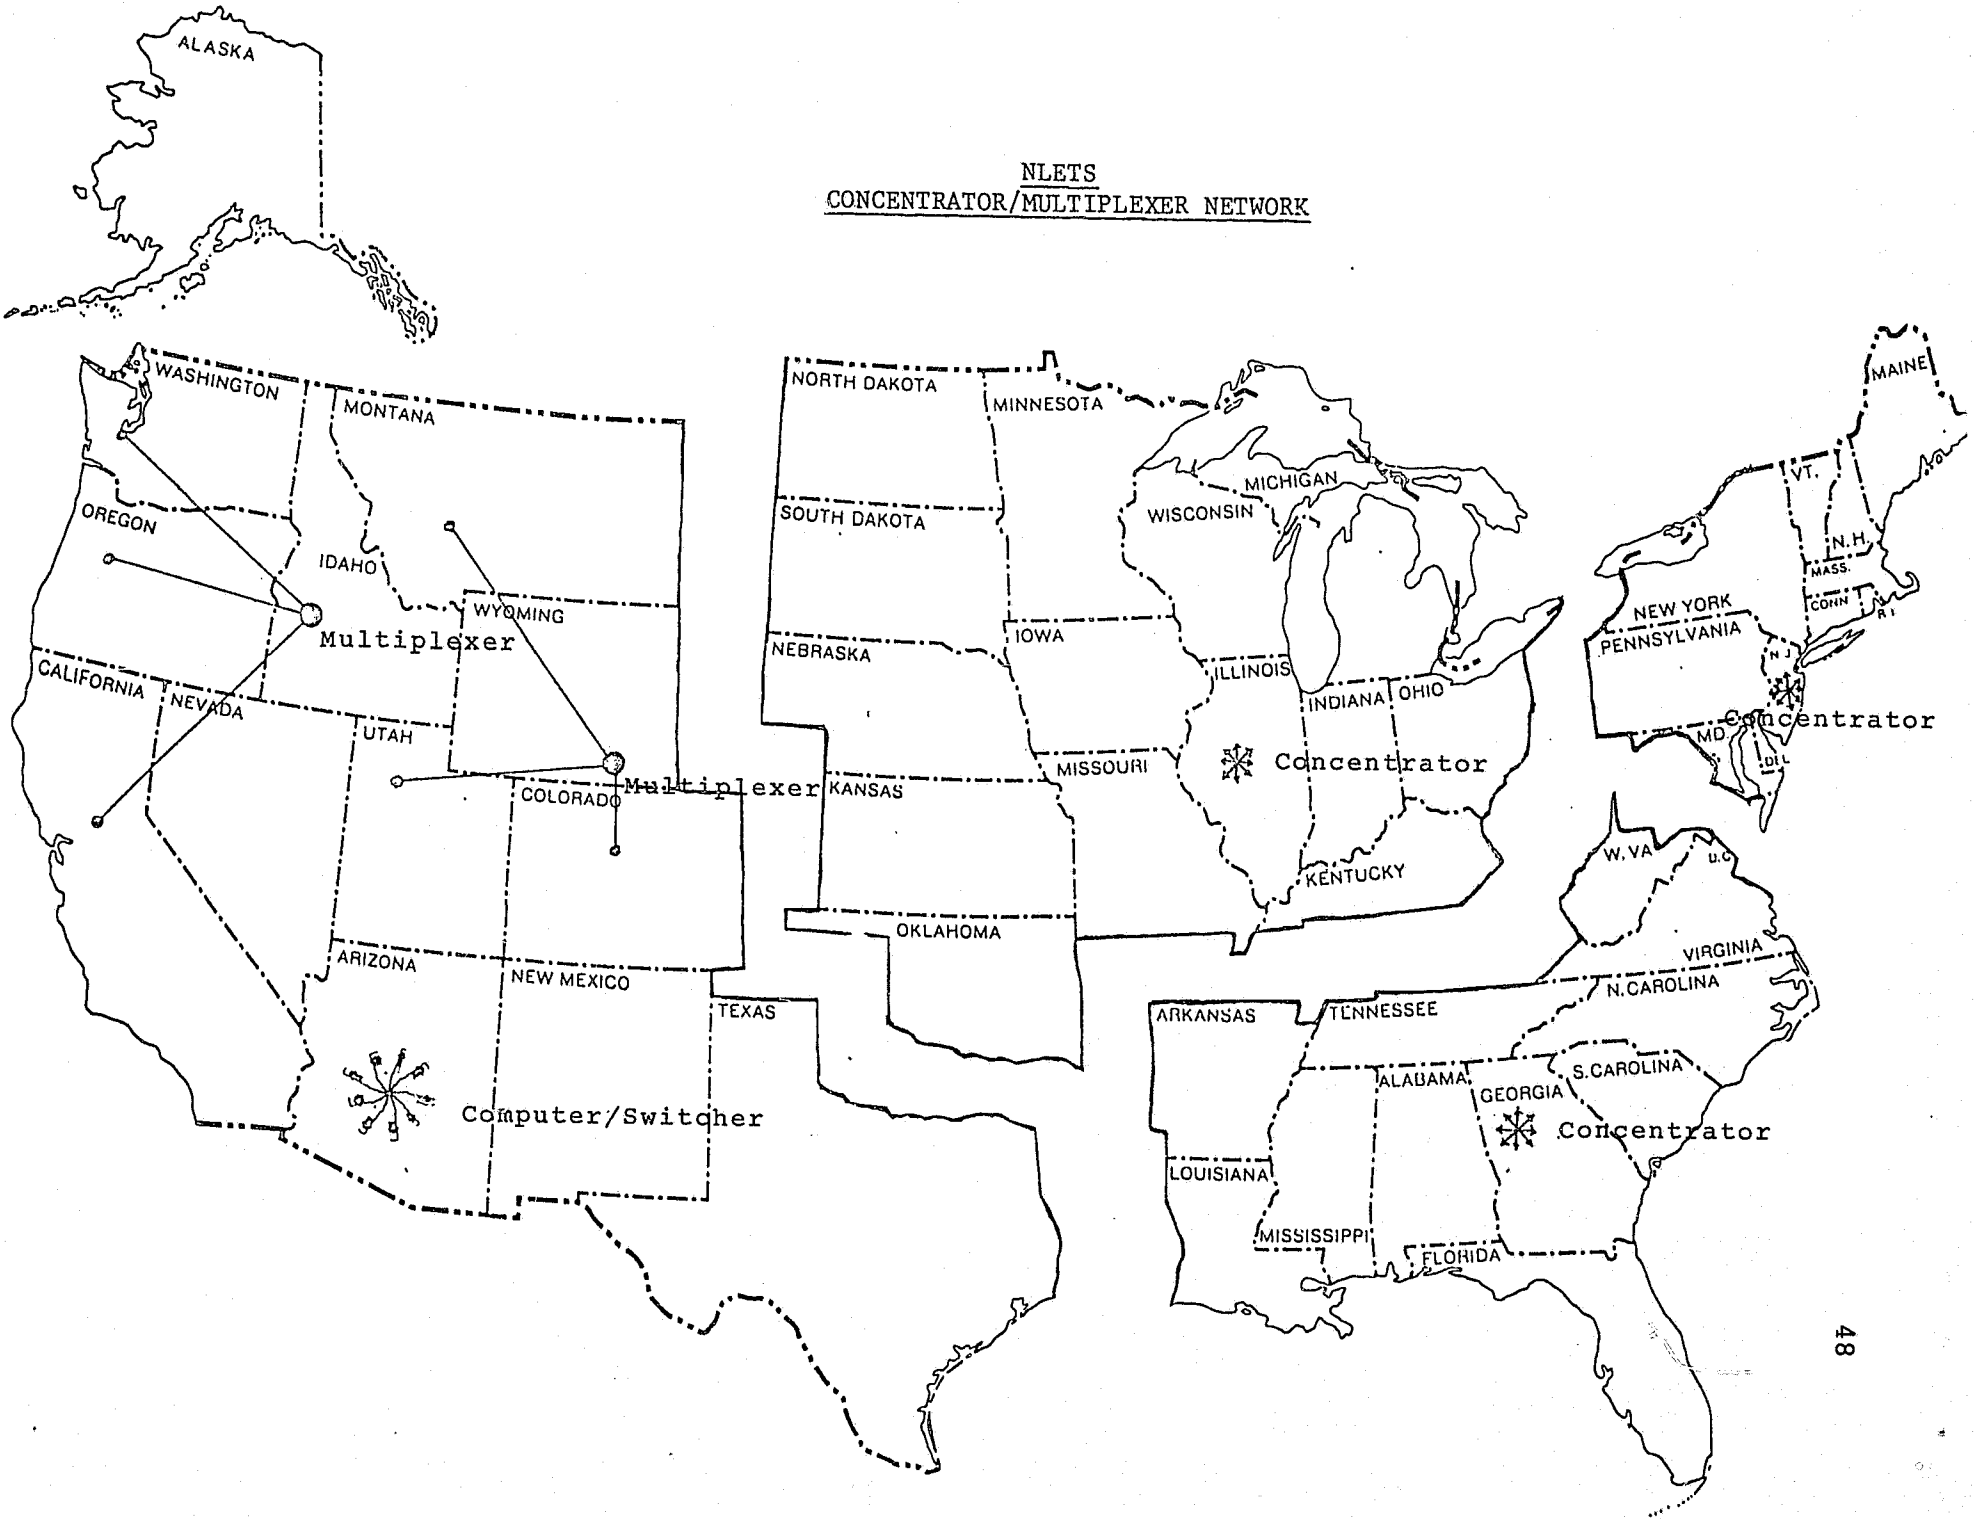 ALASKA
NLETS
CONCENTRATOR/MULTIPLEXER NETWORK
WASHINGTON
MONTANA
OREGON
IDAHO
WYOMING
Multiplexer
CALIFORNIA
NEVADA
UTAH
COLORADO
Multiplexer
ARIZONA
NEW MEXICO
TEXAS
Computer/Switcher
NORTH DAKOTA
MINNESOTA
SOUTH DAKOTA
WISCONSIN
MICHIGAN
IOWA
NEBRASKA
ILLINOIS
INDIANA
OHIO
MISSOURI
Concentrator
KANSAS
KENTUCKY
OKLAHOMA
MAINE
VT.
N.H.
MASS.
CONN
R I
NEW YORK
PENNSYLVANIA
N J
Concentrator
MD.
DEL
W. VA
D.C.
VIRGINIA
N. CAROLINA
ARKANSAS
TENNESSEE
ALABAMA
GEORGIA
S. CAROLINA
Concentrator
LOUISIANA
MISSISSIPPI
FLORIDA
48